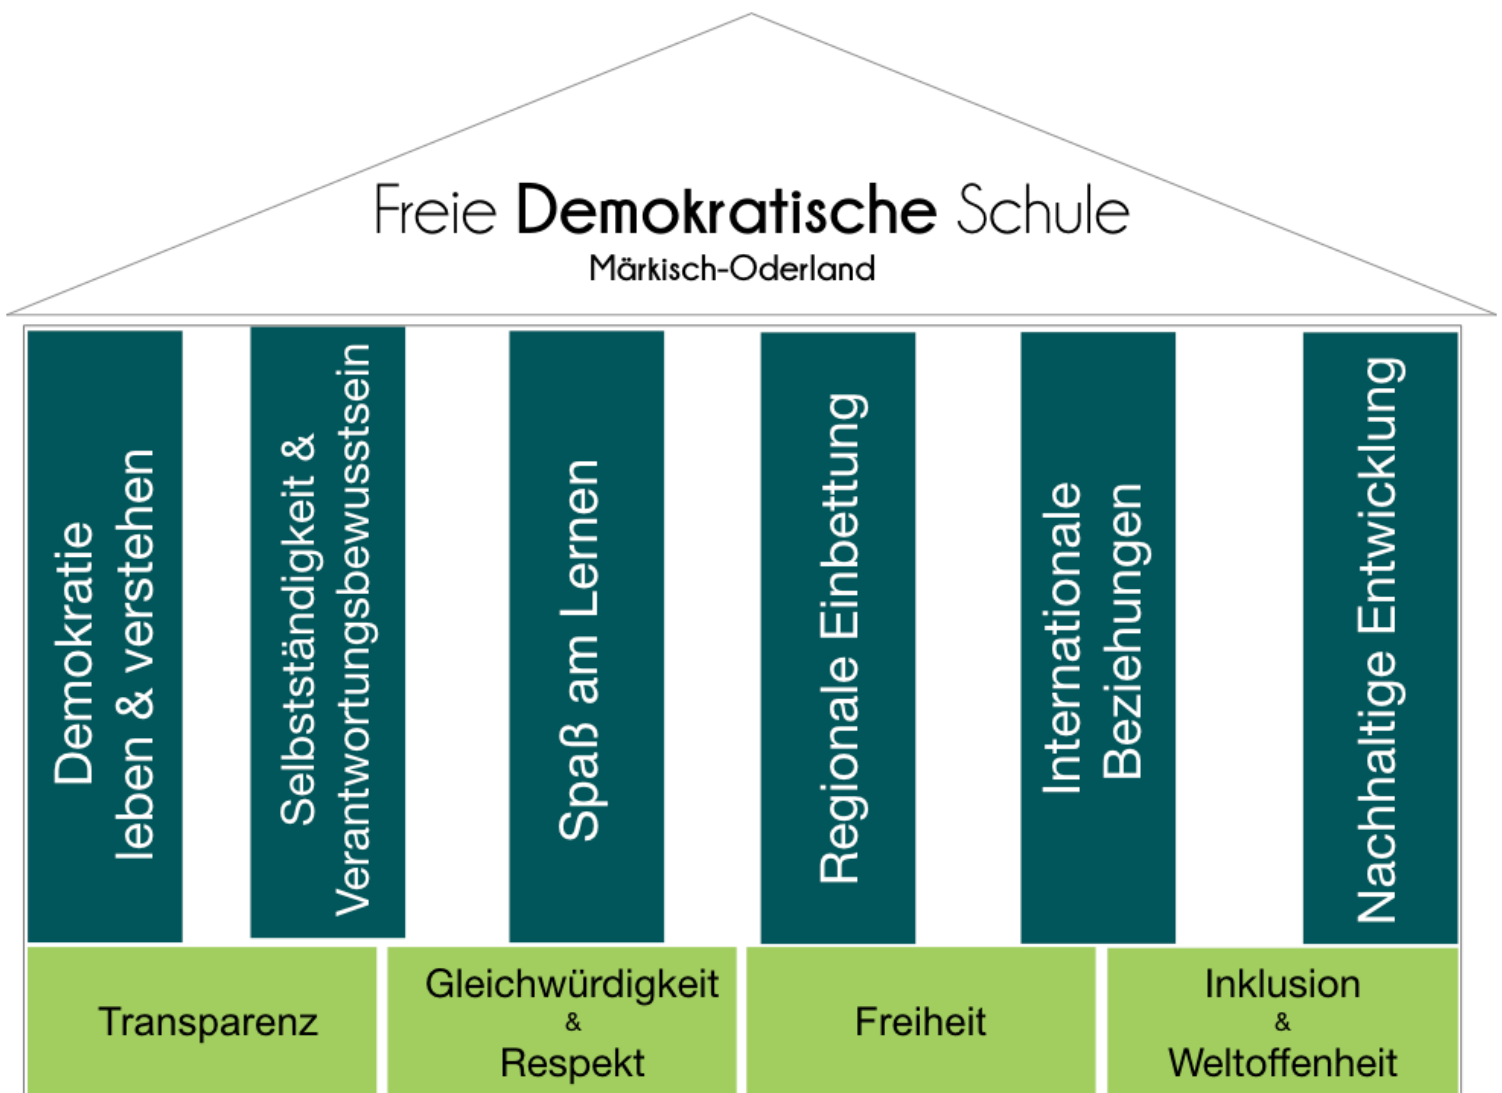 Freie Demokratische Schule
Märkisch-Oderland
Demokratie
leben & verstehen
Selbstständigkeit &
Verantwortungsbewusstsein
Spaß am Lernen
Regionale Einbettung
Internationale
Beziehungen
Nachhaltige Entwicklung
Transparenz
Gleichwürdigkeit
&
Respekt
Freiheit
Inklusion
&
Weltoffenheit